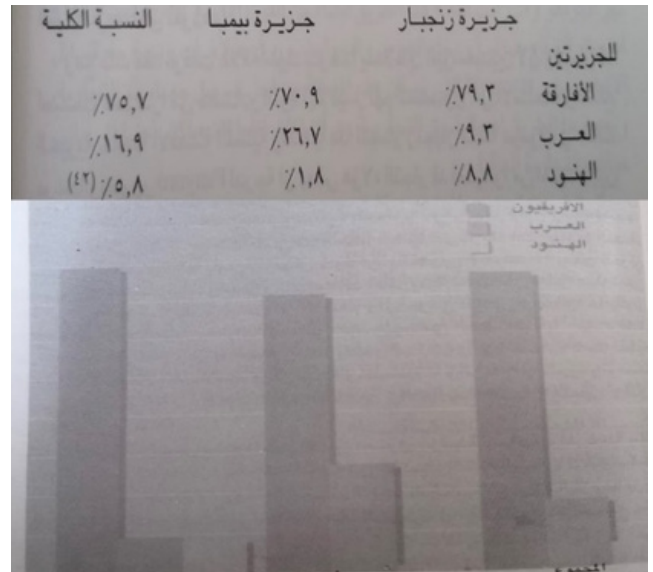 جزيرة زنجبار جزيرة بيمبا النسبة الكلية
للجزيرتين
الأفارقة ٧٩,٣٪ ٧٠,٩٪ ٧٥,٧٪
العرب ٩,٣٪ ٢٦,٧٪ ١٦,٩٪
الهنود ٨,٨٪ ١,٨٪ ٥,٨٪ (٤٢)
الافريقيون
العرب
الهنود